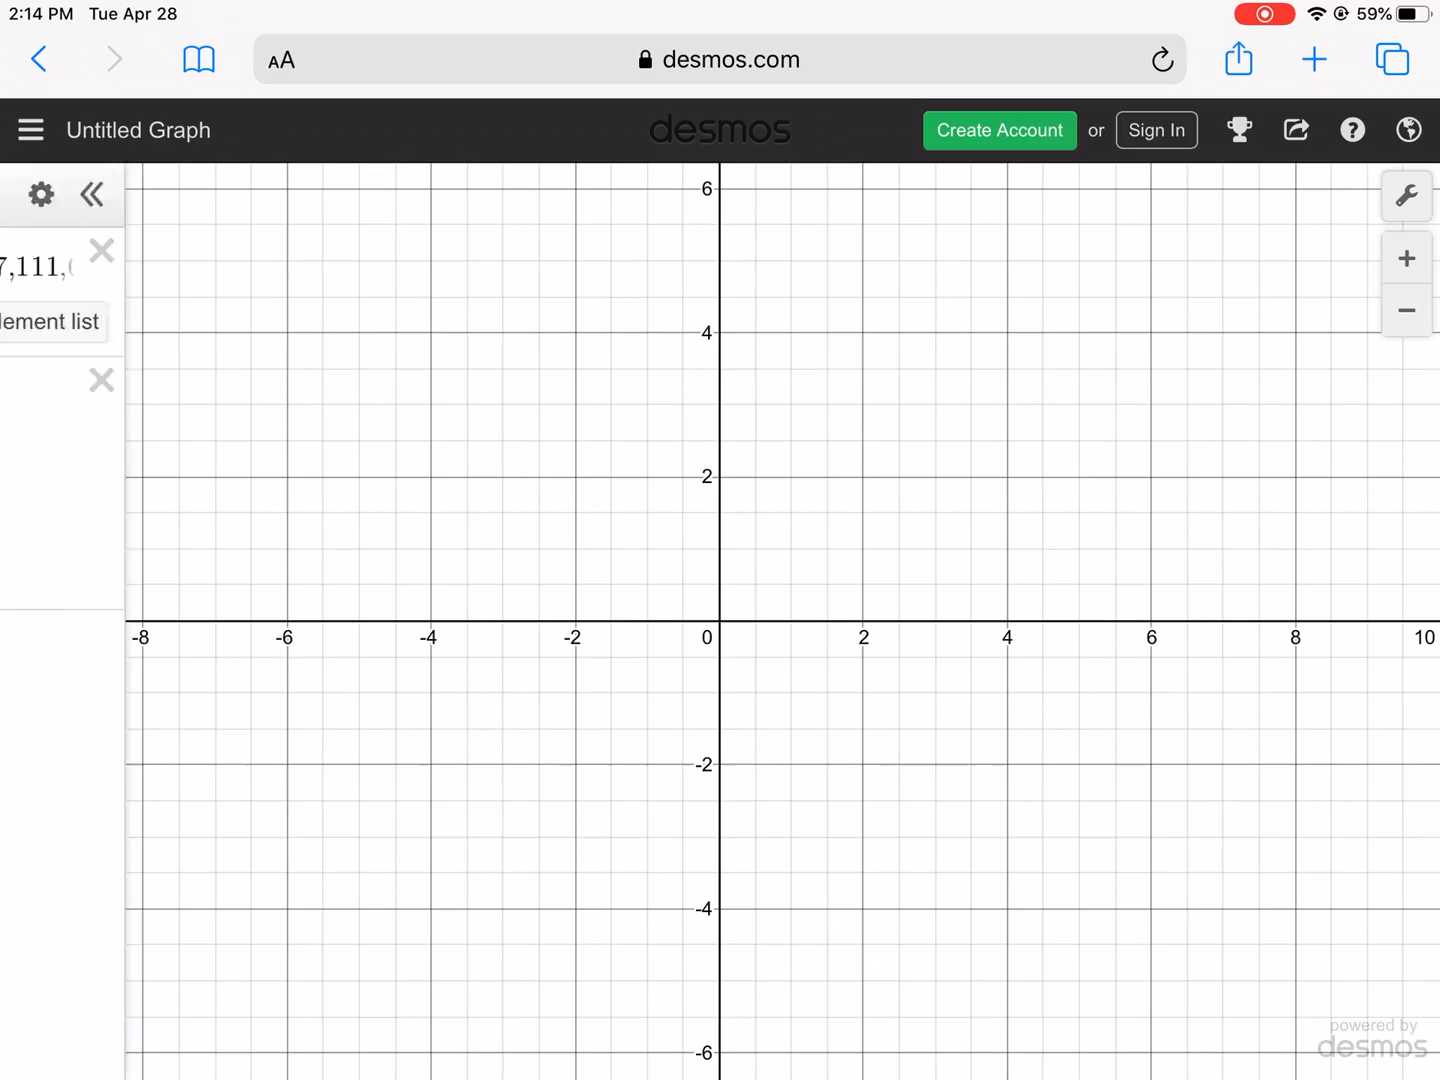 2:14 PM Tue Apr 28
59%
AA desmos.com
Untitled Graph
desmos
Create Account or Sign In
7,111,
lement list
6
4
2
-8 -6 -4 -2 0 2 4 6 8 10
-2
-4
-6
powered by
desmos